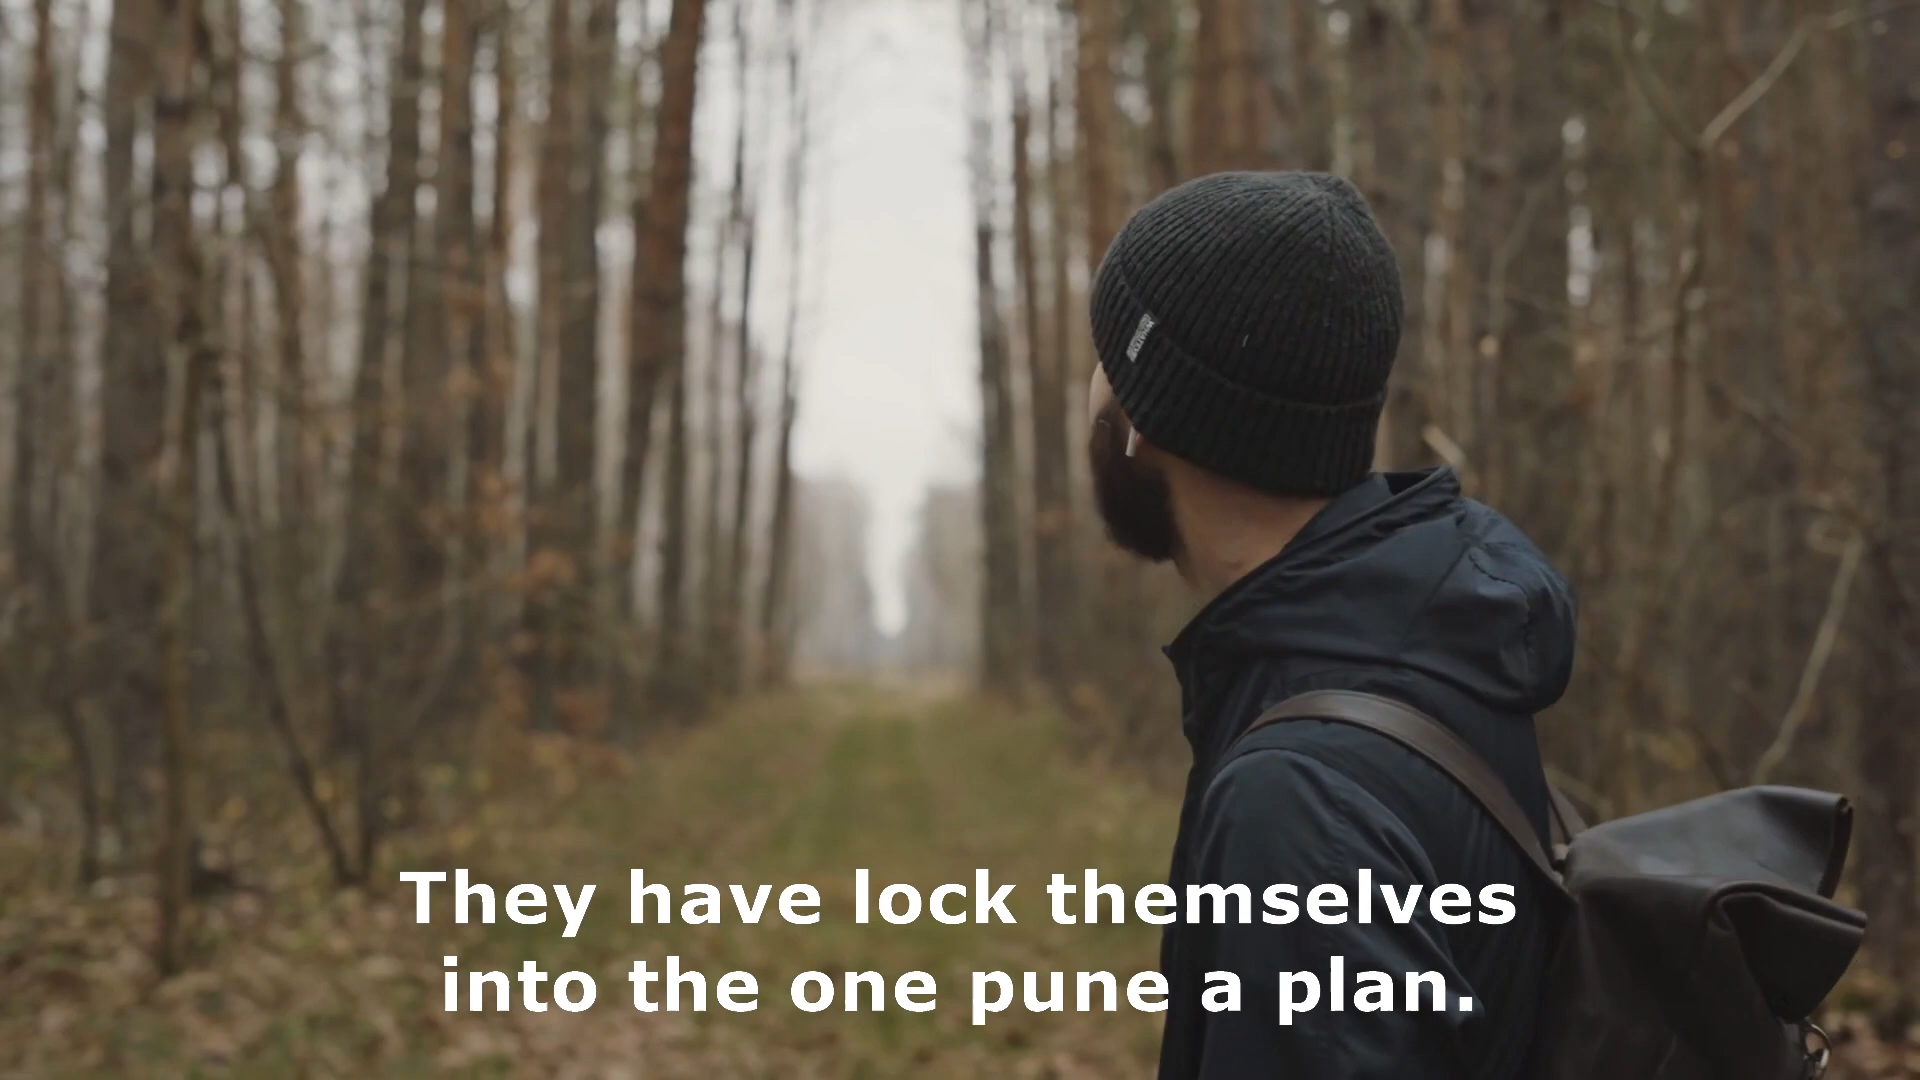 They have lock themselves
into the one pune a plan.